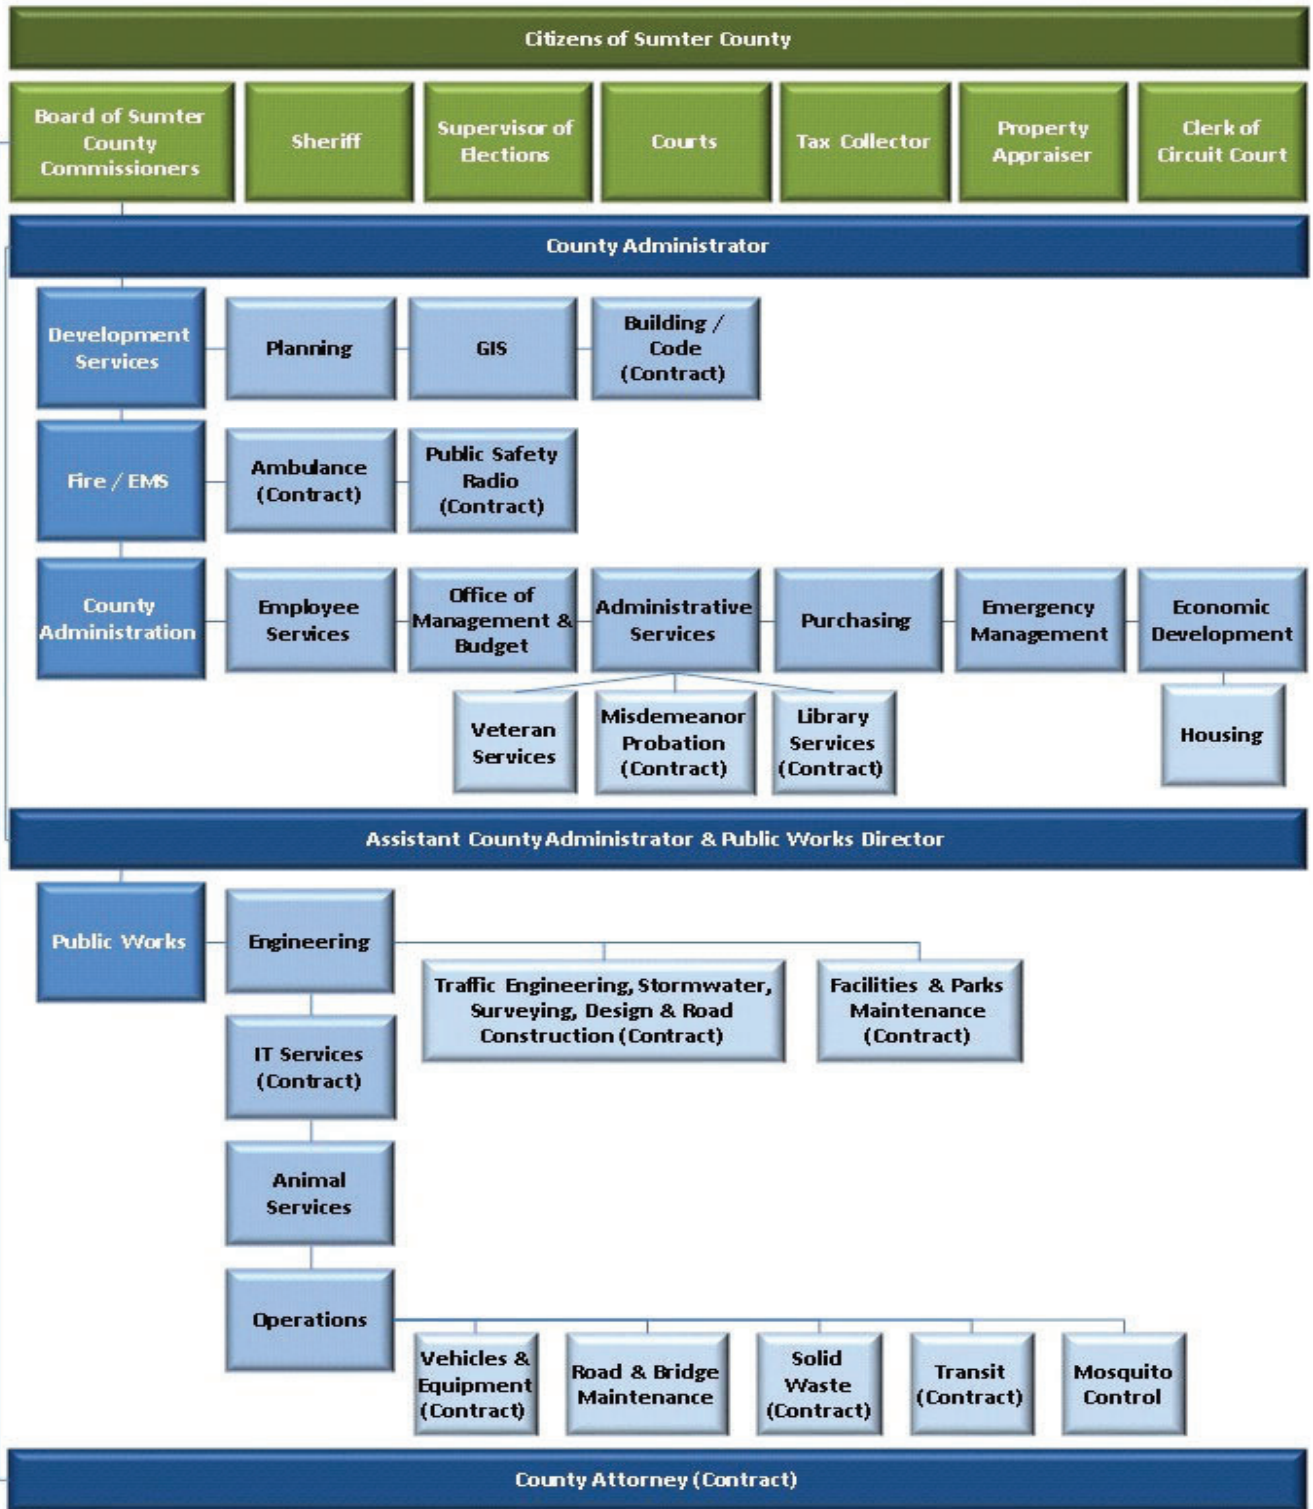 Citizens of Sumter County
Board of Sumter
County
Commissioners
Sheriff
Supervisor of
Elections
Courts
Tax Collector
Property
Appraiser
Clerk of
Circuit Court
County Administrator
Development
Services
Planning
GIS
Building /
Code
(Contract)
Fire / EMS
Ambulance
(Contract)
Public Safety
Radio
(Contract)
County
Administration
Employee
Services
Office of
Management &
Budget
Administrative
Services
Purchasing
Emergency
Management
Economic
Development
Veteran
Services
Misdemeanor
Probation
(Contract)
Library
Services
(Contract)
Housing
Assistant County Administrator & Public Works Director
Public Works
Engineering
Traffic Engineering, Stormwater,
Surveying, Design & Road
Construction (Contract)
Facilities & Parks
Maintenance
(Contract)
IT Services
(Contract)
Animal
Services
Operations
Vehicles &
Equipment
(Contract)
Road & Bridge
Maintenance
Solid
Waste
(Contract)
Transit
(Contract)
Mosquito
Control
County Attorney (Contract)